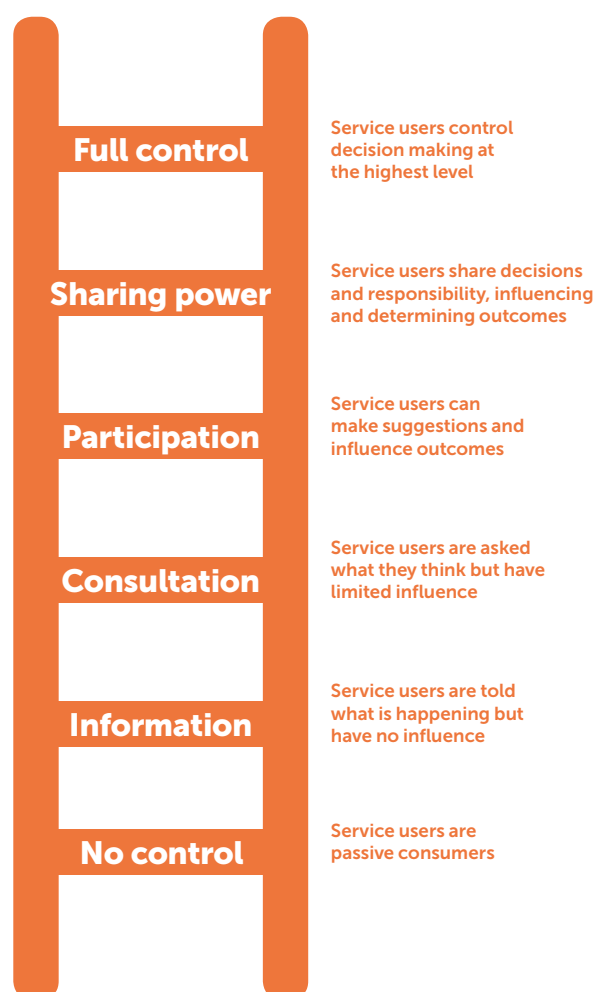 Full control
Service users control
decision making at
the highest level
Sharing power
Service users share decisions
and responsibility, influencing
and determining outcomes
Participation
Service users can
make suggestions and
influence outcomes
Consultation
Service users are asked
what they think but have
limited influence
Information
Service users are told
what is happening but
have no influence
No control
Service users are
passive consumers